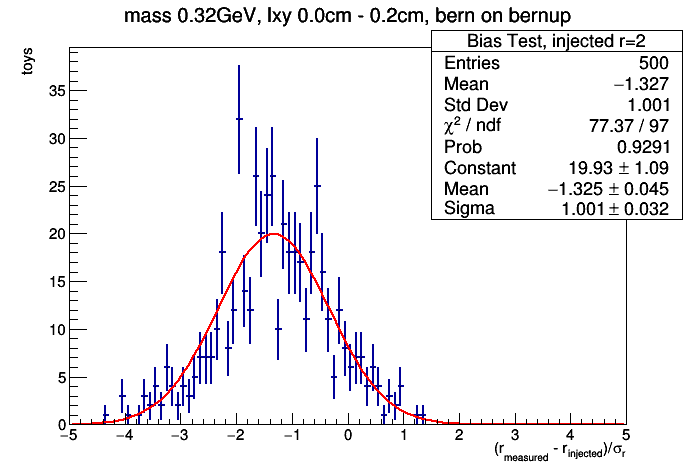 mass 0.32GeV, lxy 0.0cm - 0.2cm, bern on bernup
toys
Bias Test, injected r=2
Entries 500
Mean −1.327
Std Dev 1.001
χ² / ndf 77.37 / 97
Prob 0.9291
Constant 19.93 ± 1.09
Mean −1.325 ± 0.045
Sigma 1.001 ± 0.032
35
30
25
20
15
10
5
0
−5 −4 −3 −2 −1 0 1 2 3 4 5
(r_measured - r_injected)/σ_r